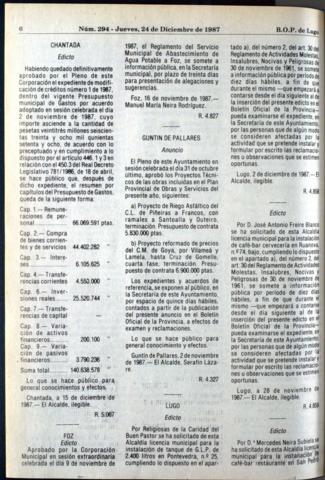 6 Núm. 294 - Jueves, 24 de Diciembre de 1987 B.O.P. de Lugo
CHANTADA
Edicto
Habiendo quedado definitivamente
aprobado por el Pleno de esta
Corporación el expediente de modificación
de créditos número 1 de 1987,
dentro del vigente Presupuesto
municipal de Gastos por acuerdo
adoptado en sesión celebrada el día
2 de noviembre de 1987, cuyo
importe asciende a la cantidad de
pesetas veintitrés millones seiscientas
treinta y ocho mil quinientas
setenta y ocho, de acuerdo con lo
preceptuado y en cumplimiento a lo
dispuesto por el artículo 446.1 y 3 en
relación con el 450.3 del Real Decreto
Legislativo 781/1986, de 18 de abril,
se hace público que, después de
dicho expediente, el resumen por
capítulos del Presupuesto de Gastos,
queda de la siguiente forma:
Cap. 1.— Remuneraciones
de personal 66.069.591 ptas.
Cap. 2.— Compra
de bienes corrientes
y de servicios 44.402.262 "
Cap. 3.— Intereses
6.105.625 "
Cap. 4.— Transferencias
corrientes 4.550.000 "
Cap. 6.— Inversiones
reales 25.520.744 "
Cap. 7.— Transferencias
de capital
Cap. 8.— Variación
de activos
financieros 200.100 "
Cap. 9.— Variación
de pasivos
financieros 3.790.236 "
Suma total 140.638.578 "
Lo que se hace público para
general conocimiento y efectos.
Chantada, a 15 de diciembre de
1987.— El Alcalde, ilegible.
R. 5.067
FOZ
Edicto
Aprobado por la Corporación
Municipal en sesión extraordinaria
celebrada el día 9 de noviembre de
1987, el Reglamento del Servicio
Municipal de Abastecimiento de
Agua Potable a Foz, se somete a
información pública, en la Secretaría
municipal, por plazo de treinta días
para presentación de alegaciones y
sugerencias.
Foz, 16 de noviembre de 1987.—
Manuel María Neira Rodríguez.
R. 4.827
GUNTIN DE PALLARES
Anuncio
El Pleno de este Ayuntamiento en
sesión celebrada el día 31 de octubre
último, aprobó los Proyectos Técnicos
de las obras incluidas en el Plan
Provincial de Obras y Servicios del
presente año, siguientes:
a) Proyecto de Riego Asfáltico del
C.L. de Piñeiras a Francos, con
ramales a Santoalla y Outeiro,
terminación. Presupuesto de contrata
5.830.000 ptas.
b) Proyecto reformado de precios
del C.M. de Goyo, por Vilameá y
Lamela, hasta Cruz de Gomelle,
cuarta fase, terminación. Presupuesto
de contrata 6.900.000 ptas.
Los expedientes y acuerdos de
referencia, se exponen al público, en
la Secretaría de este Ayuntamiento,
por espacio de quince días hábiles,
contados a partir de la publicación
del presente anuncio en el Boletín
Oficial de la Provincia, a efectos de
examen y reclamaciones.
Lo que se hace público para
general conocimiento y efectos.
Guntín de Pallares, 2 de noviembre
de 1987.— El Alcalde, Serafín Lázare.
R. 4.327
LUGO
Edicto
Por Religiosas de la Caridad del
Buen Pastor se ha solicitado de esta
Alcaldía licencia municipal para la
instalación de tanque de G.L.P. de
2.400 litros en Pontevedra, n.º 25,
cumpliendo lo dispuesto en el apartado
a), del número 2, del art. 30 del
Reglamento de Actividades Molestas,
Insalubres, Nocivas y Peligrosas de
30 de noviembre de 1961, se somete
a información pública por período de
diez días hábiles, a fin de que
durante el mismo —que empezará a
contarse desde el día siguiente al de
la inserción del presente edicto en el
Boletín Oficial de la Provincia— pueda
examinarse el expediente, en
la Secretaría de este Ayuntamiento,
por las personas que de algún modo
se consideren afectadas por la
actividad que se pretende instalar y
formular por escrito las reclamaciones
u observaciones que se estimen
oportunas.
Lugo, 2 de diciembre de 1987.—
El Alcalde, ilegible.
Edicto
Por D. José Antonio Freire Blanco
se ha solicitado de esta Alcaldía
licencia municipal para la instalación
de café-bar cervecería en Ruanova,
n.º 74, bajo, cumpliendo lo dispuesto
en el apartado a), del número 2, del
art. 30 del Reglamento de Actividades
Molestas, Insalubres, Nocivas y
Peligrosas de 30 de noviembre de
1961, se somete a información
pública por período de diez días
hábiles, a fin de que durante el
mismo —que empezará a contarse
desde el día siguiente al de la
inserción del presente edicto en el
Boletín Oficial de la Provincia—
pueda examinarse el expediente, en
la Secretaría de este Ayuntamiento,
por las personas que de algún modo
se consideren afectadas por la
actividad que se pretende instalar y
formular por escrito las reclamaciones
u observaciones que se estimen
oportunas.
Lugo, a 28 de noviembre de
1987.— El Alcalde, ilegible.
Edicto
Por D.ª Mercedes Neira Subiela se
ha solicitado de esta Alcaldía licencia
municipal para la instalación de
café-bar restaurante en San Pedro